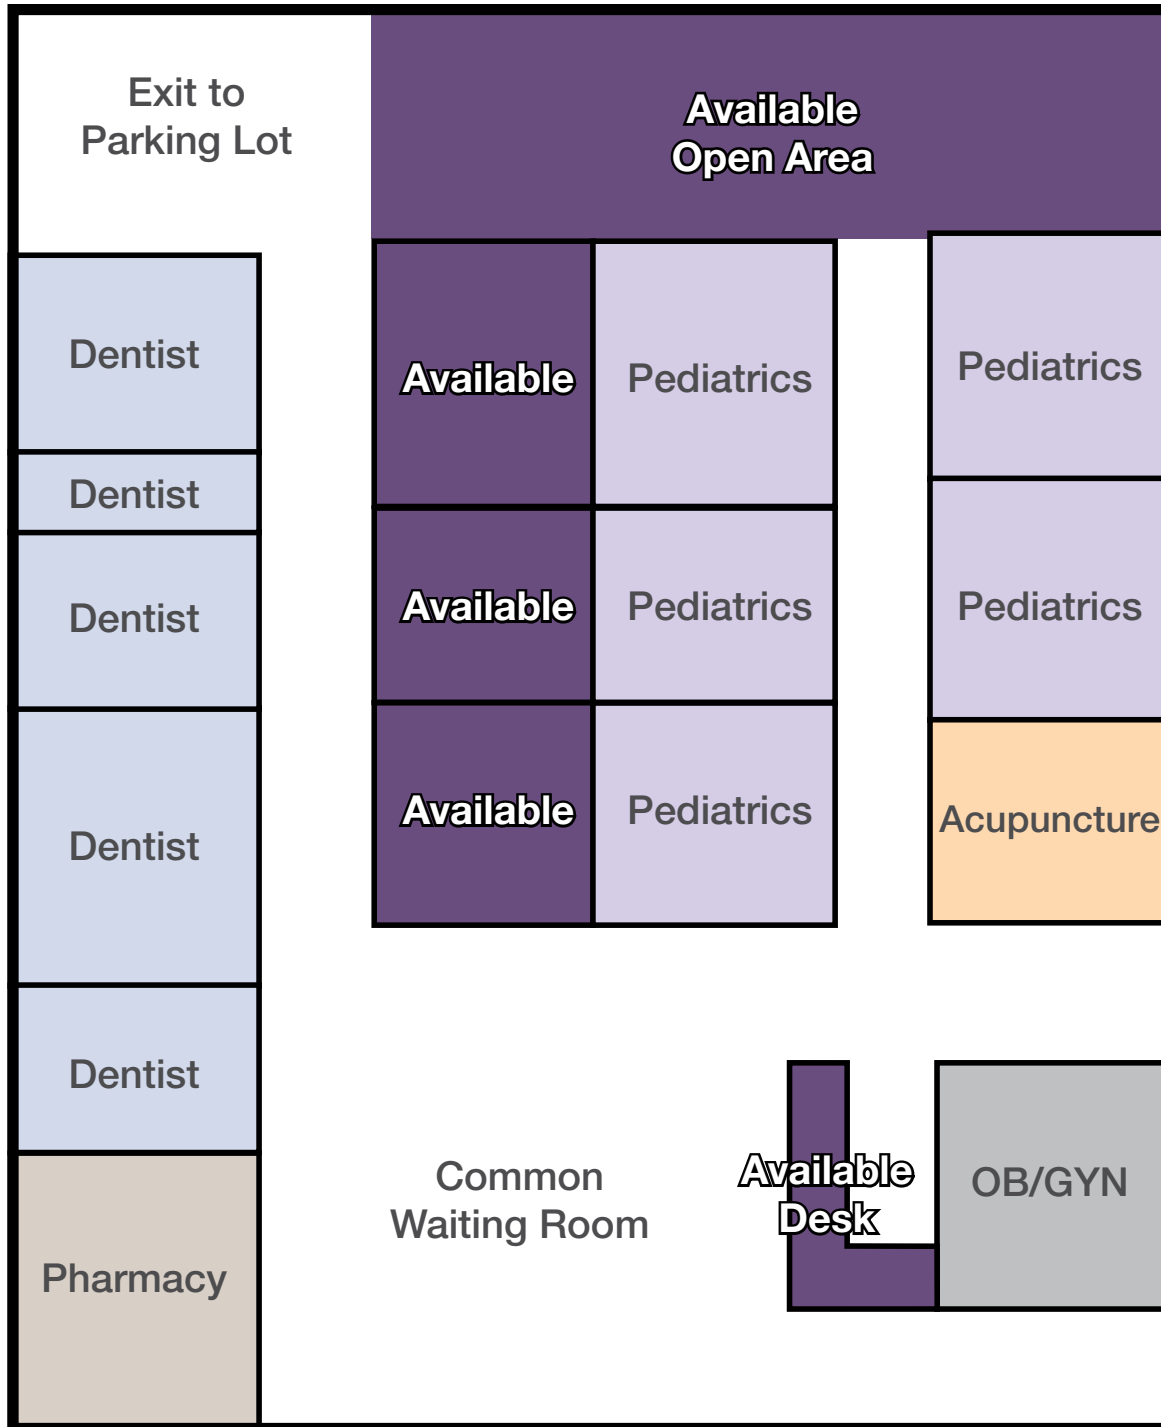 Exit to
Parking Lot
Available
Open Area
Dentist
Available
Pediatrics
Pediatrics
Dentist
Dentist
Available
Pediatrics
Pediatrics
Dentist
Available
Pediatrics
Acupuncture
Dentist
Common
Waiting Room
Available
Desk
OB/GYN
Pharmacy